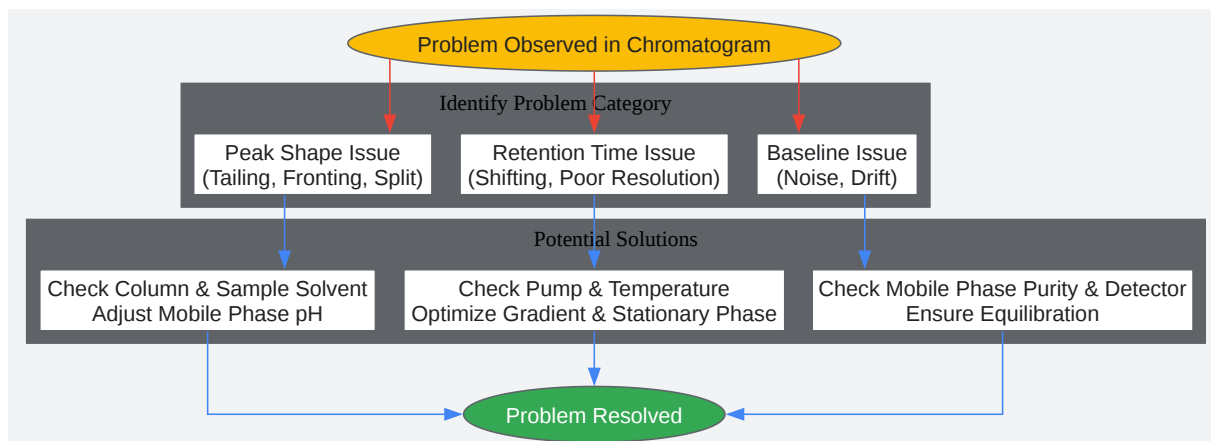 Problem Observed in Chromatogram
Identify Problem Category
Peak Shape Issue
(Tailing, Fronting, Split)
Retention Time Issue
(Shifting, Poor Resolution)
Baseline Issue
(Noise, Drift)
Potential Solutions
Check Column & Sample Solvent
Adjust Mobile Phase pH
Check Pump & Temperature
Optimize Gradient & Stationary Phase
Check Mobile Phase Purity & Detector
Ensure Equilibration
Problem Resolved